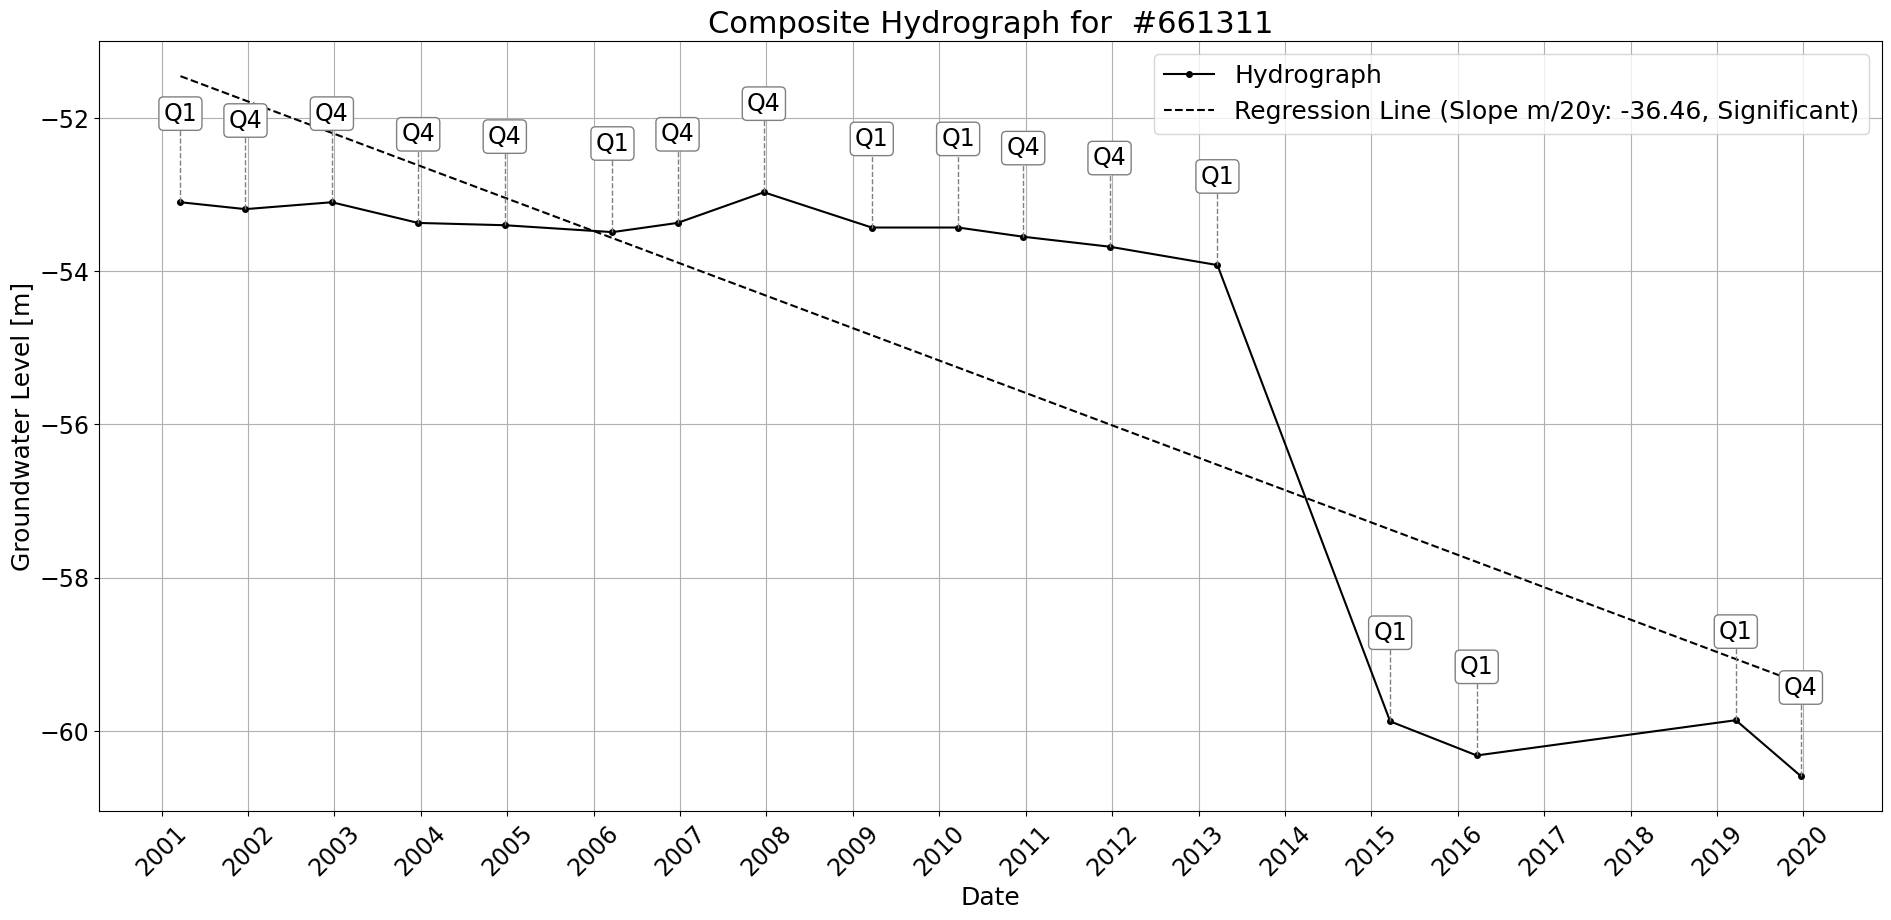 Composite Hydrograph for  #661311
Hydrograph
Regression Line (Slope m/20y: -36.46, Significant)
Q1
Q4
Q4
Q4
Q4
Q1
Q4
Q4
Q1
Q1
Q4
Q4
Q1
Q1
Q1
Q1
Q4
Groundwater Level [m]
−52
−54
−56
−58
−60
2001
2002
2003
2004
2005
2006
2007
2008
2009
2010
2011
2012
2013
2014
2015
2016
2017
2018
2019
2020
Date